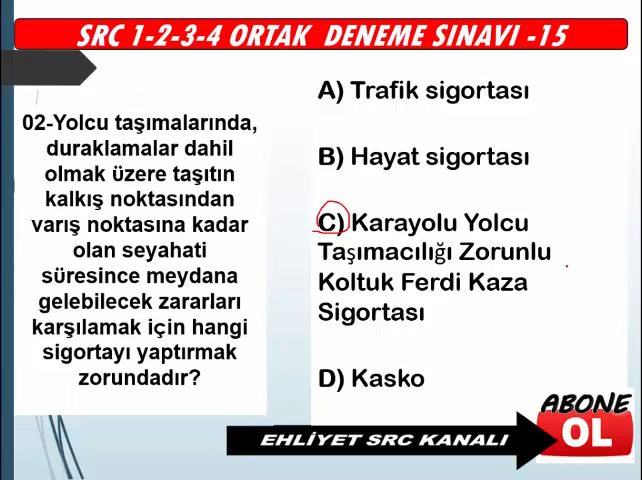 SRC 1-2-3-4 ORTAK DENEME SINAVI -15
02-Yolcu taşımalarında,
duraklamalar dahil
olmak üzere taşıtın
kalkış noktasından
varış noktasına kadar
olan seyahati
süresince meydana
gelebilecek zararları
karşılamak için hangi
sigortayı yaptırmak
zorundadır?
A) Trafik sigortası
B) Hayat sigortası
C) Karayolu Yolcu
Taşımacılığı Zorunlu
Koltuk Ferdi Kaza
Sigortası
D) Kasko
EHLİYET SRC KANALI
ABONE
OL